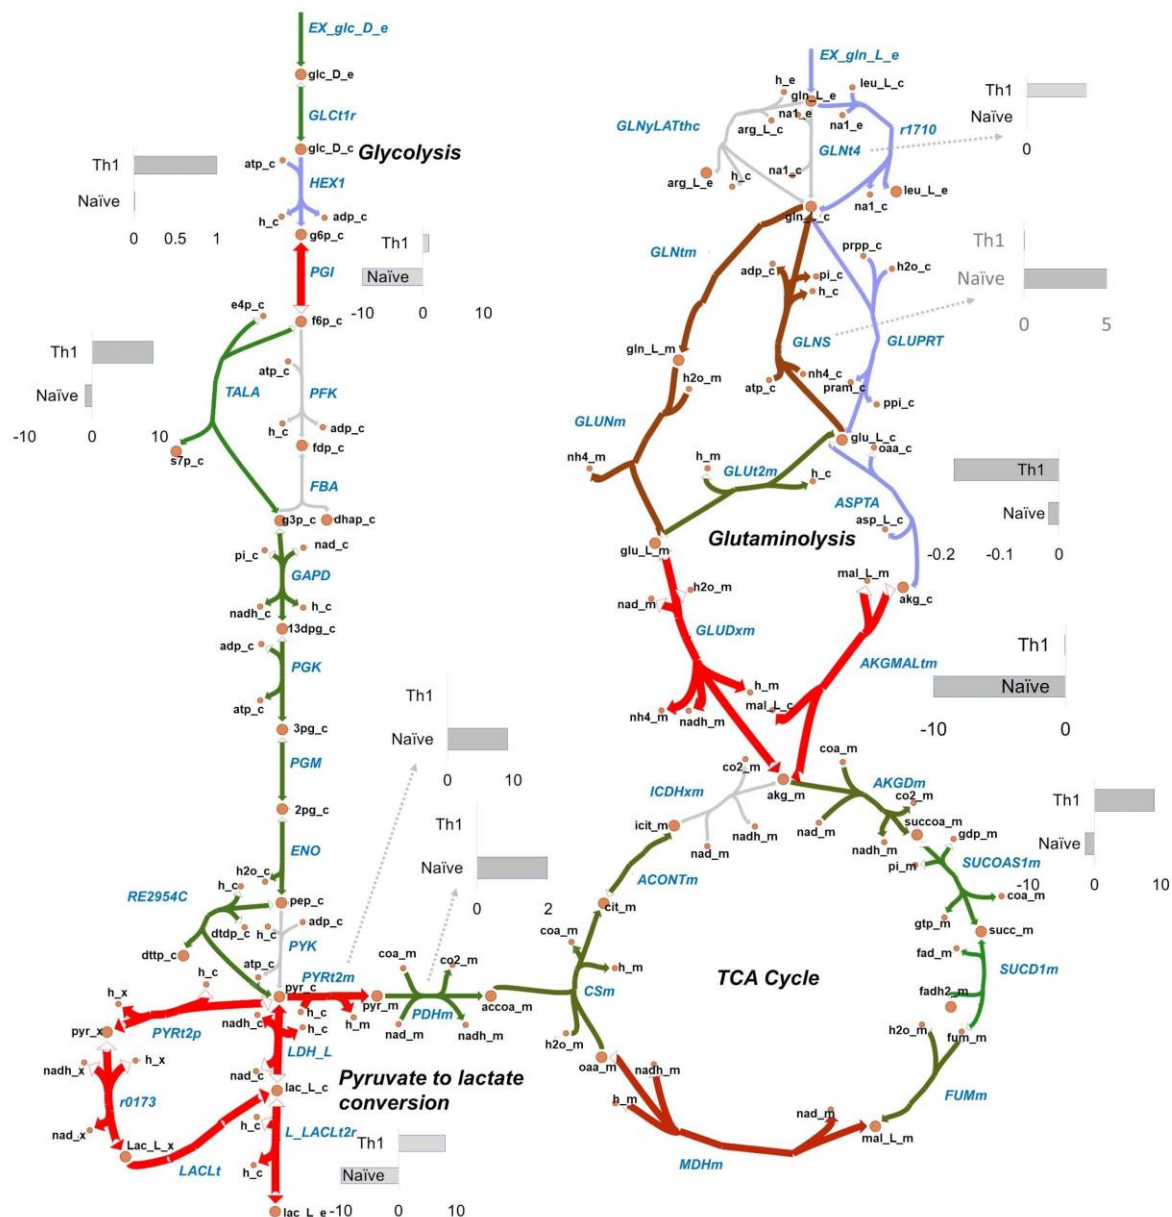 EX_glc_D_e
glc_D_e
GLCt1r
glc_D_c
Glycolysis
atp_c
HEX1
h_c
adp_c
g6p_c
Th1
Naïve
0 0.5 1
PGI
Th1
Naïve
-10 0 10
e4p_c
f6p_c
atp_c
TALA
PFK
h_c
adp_c
fdp_c
s7p_c
FBA
g3p_c
dhap_c
Th1
Naïve
-10 0 10
pi_c
nad_c
GAPD
nadh_c
h_c
13dpg_c
adp_c
PGK
atp_c
3pg_c
PGM
2pg_c
ENO
h2o_c
h_c
RE2954C
pep_c
dtdp_c
h_c
adp_c
dttp_c
PYK
atp_c
h_c
PYRt2m
pyr_c
h_x
pyr_x
PYRt2p
nadh_c
h_c
h_c
h_m
pyr_m
Th1
Naïve
0 10
Th1
Naïve
0 2
coa_m
co2_m
PDHm
nad_m
nadh_m
accoa_m
nadh_x
h_x
r0173
nad_x
Lac_L_x
LACLt
LDH_L
nad_c
lac_L_c
Pyruvate to lactate
conversion
h_c
L_LACLt2r
h_c
lac_L_e
Th1
Naïve
-10 0 10
EX_gln_L_e
h_e
gln_L_e
leu_L_c
GLNyLATthc
arg_L_c
na1_e
na1_e
r1710
GLNt4
arg_L_e
h_c
na1_c
na1_c
leu_L_e
gln_L_c
Th1
Naïve
0
GLNtm
adp_c
pi_c
h_c
prpp_c
h2o_c
Th1
Naïve
0 5
gln_L_m
h2o_m
GLNS
GLUPRT
atp_c
nh4_c
pram_c
ppi_c
GLUNm
nh4_m
h_m
GLUt2m
h_c
glu_L_c
oaa_c
ASPTA
asp_L_c
glu_L_m
Glutaminolysis
Th1
Naïve
-0.2 -0.1 0
nad_m
h2o_m
mal_L_m
akg_c
GLUDxm
AKGMALtm
nh4_m
nadh_m
h_m
mal_L_c
Th1
Naïve
-10 0
akg_m
co2_m
ICDHxm
icit_m
nad_m
nadh_m
coa_m
AKGDm
co2_m
nad_m
nadh_m
succoa_m
gdp_m
pi_m
SUCOAS1m
coa_m
gtp_m
succ_m
Th1
Naïve
-10 0 10
ACONTm
cit_m
coa_m
h_m
CSm
h2o_m
oaa_m
TCA Cycle
fad_m
SUCD1m
fadh2_m
h2o_m
fum_m
FUMm
mal_L_m
nadh_m
h_m
nad_m
MDHm